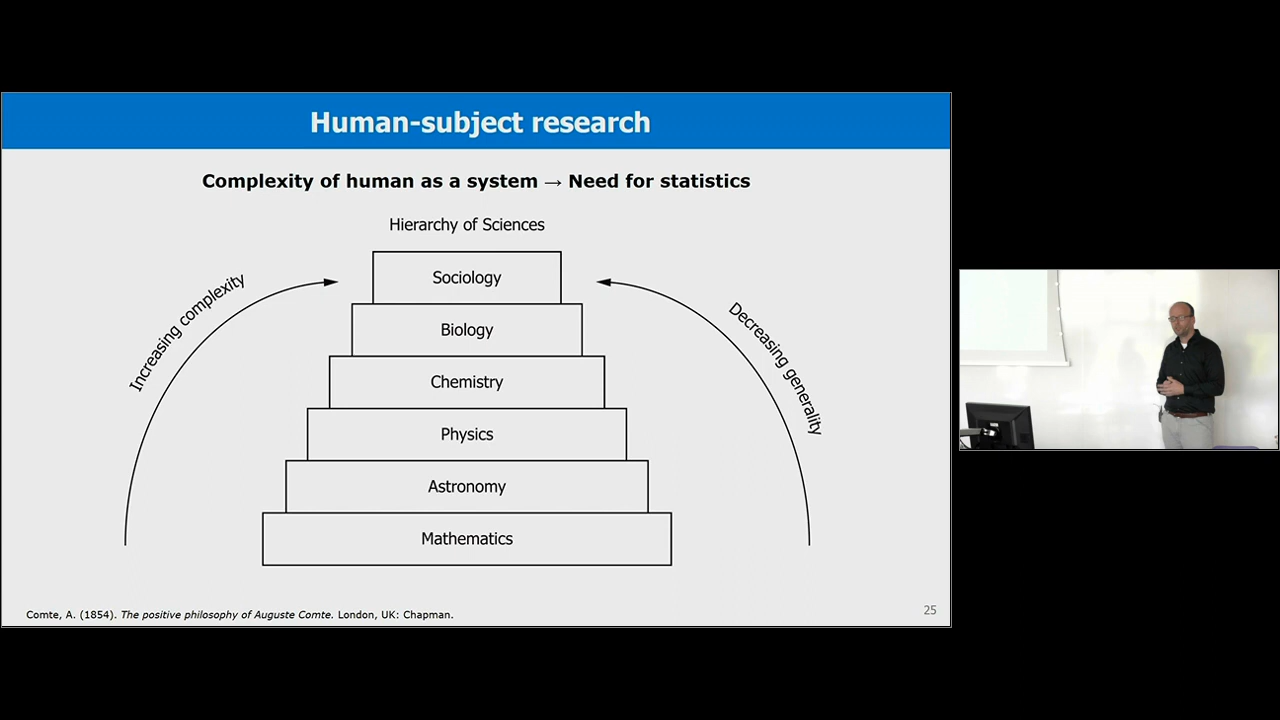 Human-subject research
Complexity of human as a system → Need for statistics
Hierarchy of Sciences
Increasing complexity
Decreasing generality
Sociology
Biology
Chemistry
Physics
Astronomy
Mathematics
Comte, A. (1854). The positive philosophy of Auguste Comte. London, UK: Chapman.
25